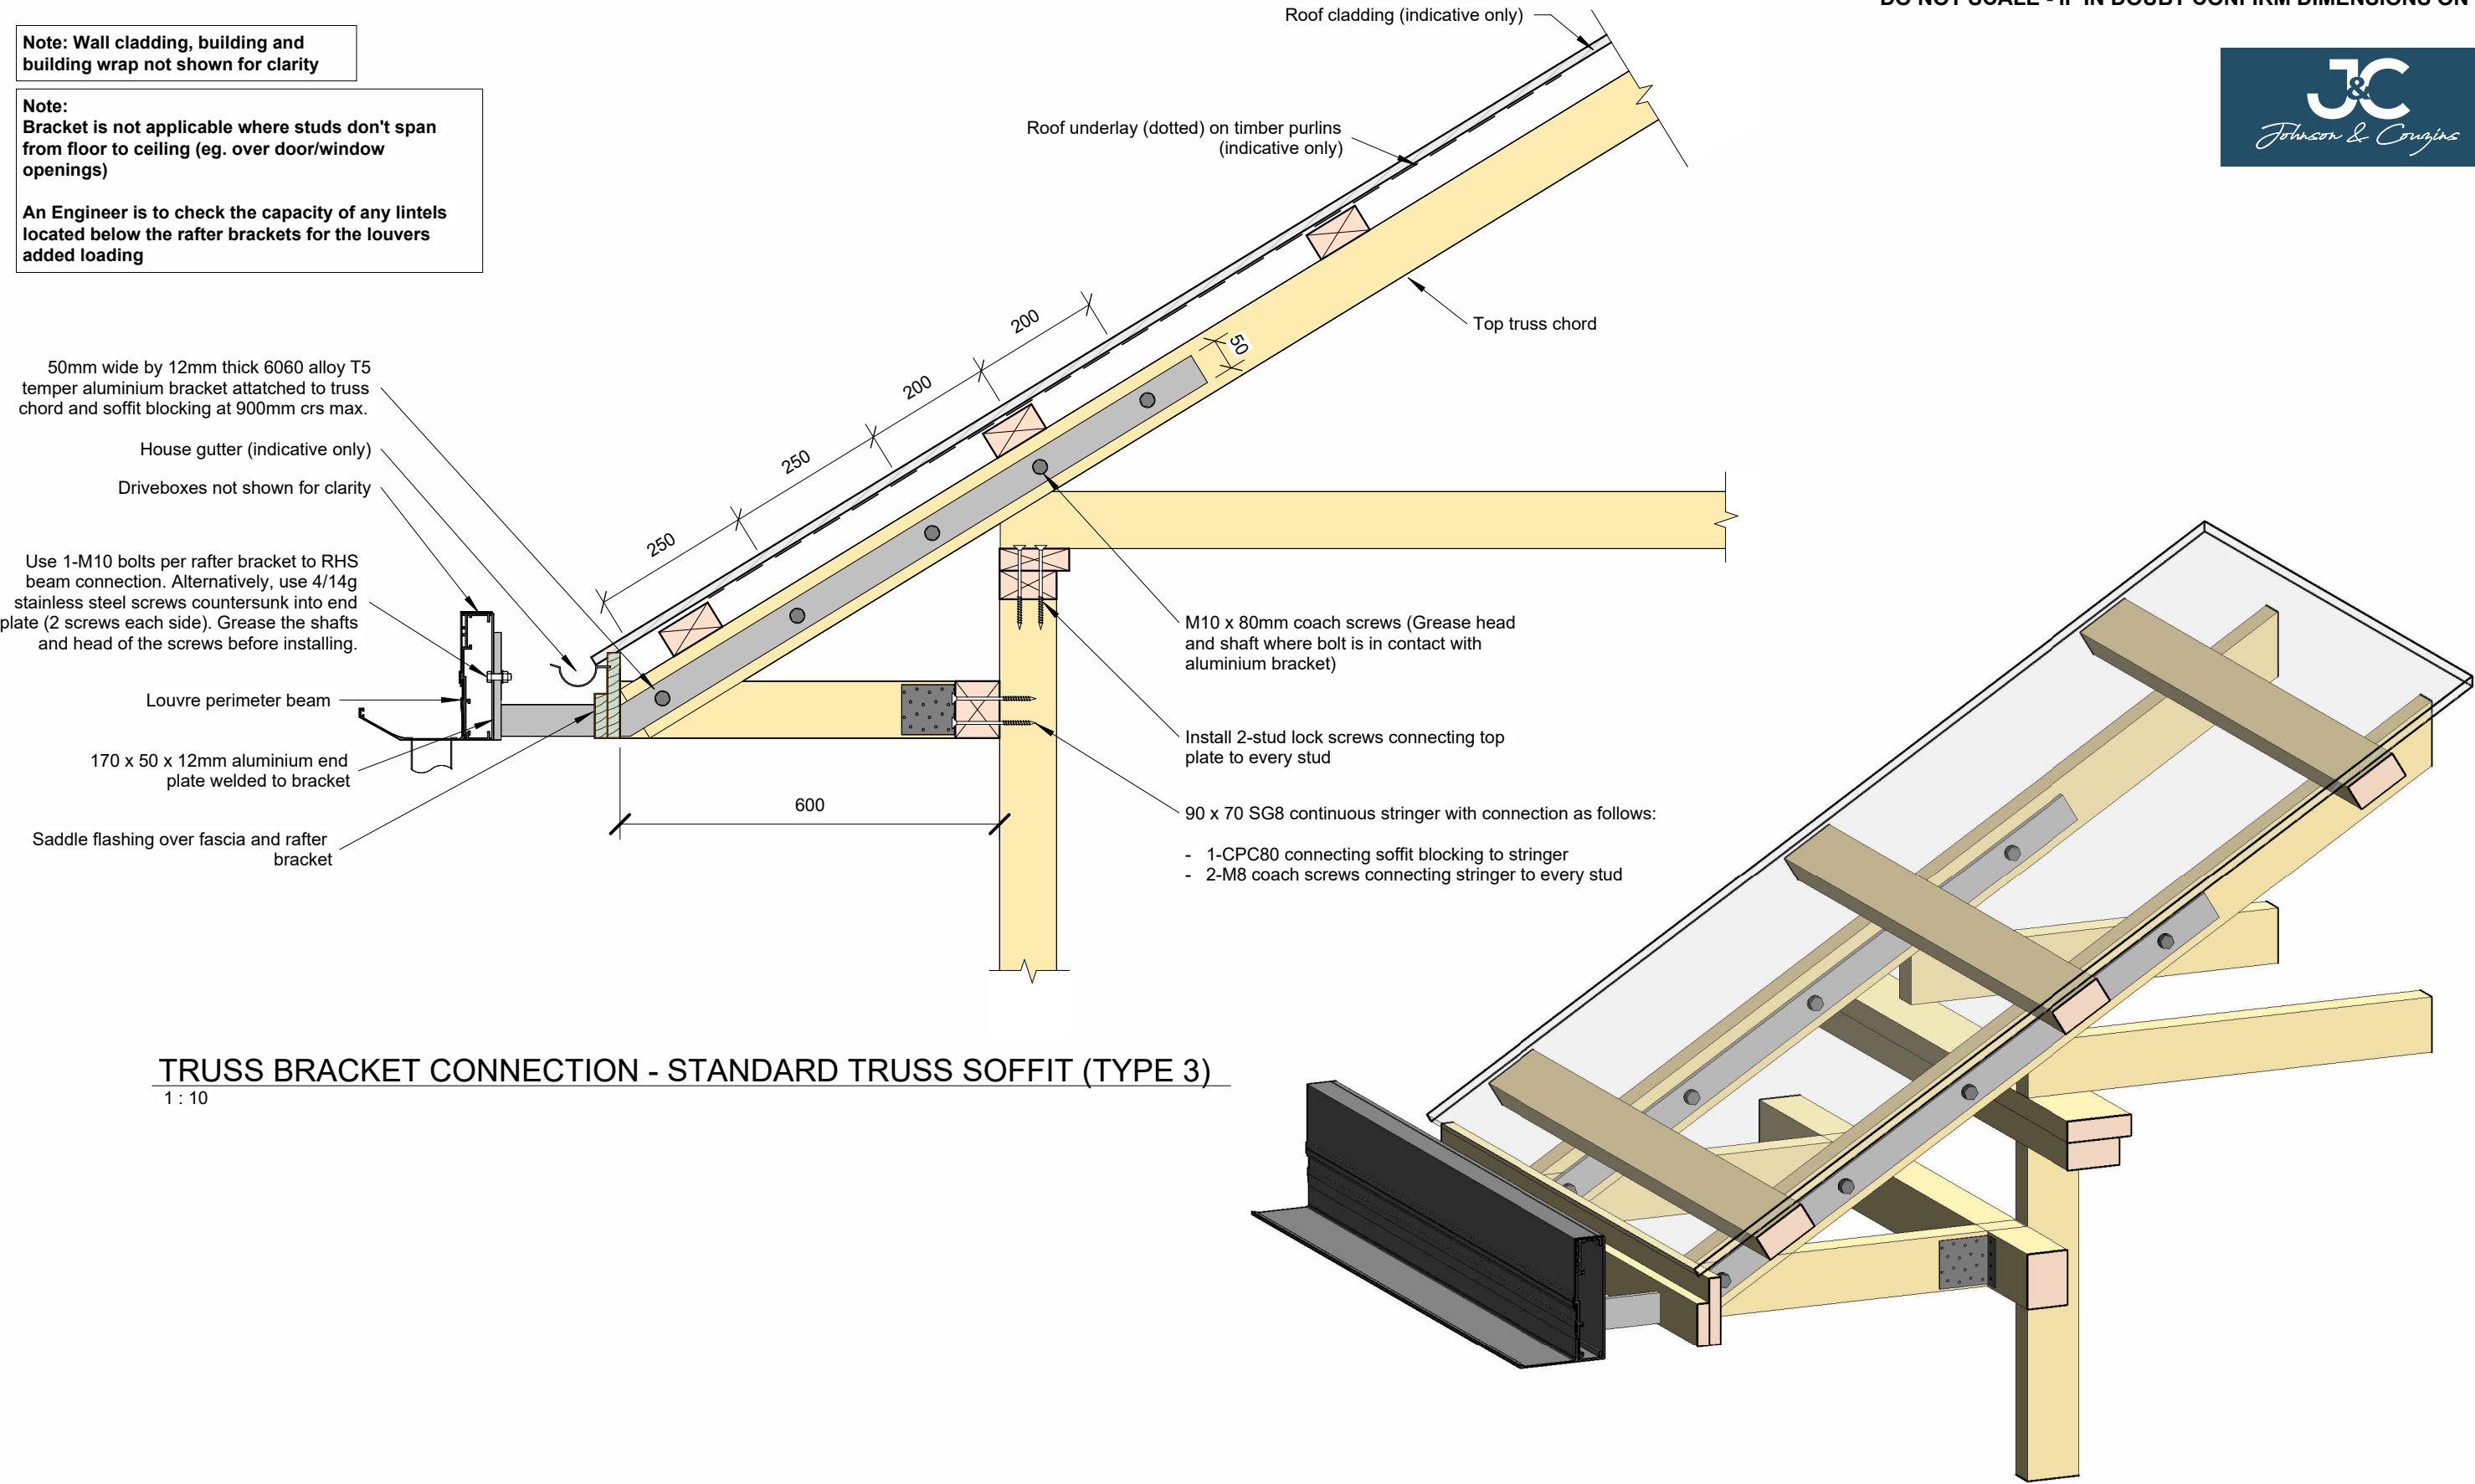 DO NOT SCALE - IF IN DOUBT CONFIRM DIMENSIONS ON
Note: Wall cladding, building and
building wrap not shown for clarity
Note:
Bracket is not applicable where studs don't span
from floor to ceiling (eg. over door/window
openings)
An Engineer is to check the capacity of any lintels
located below the rafter brackets for the louvers
added loading
J&C
Johnson & Couzins
Roof cladding (indicative only)
Roof underlay (dotted) on timber purlins
(indicative only)
Top truss chord
200
200
250
250
50
50mm wide by 12mm thick 6060 alloy T5
temper aluminium bracket attatched to truss
chord and soffit blocking at 900mm crs max.
House gutter (indicative only)
Driveboxes not shown for clarity
Use 1-M10 bolts per rafter bracket to RHS
beam connection. Alternatively, use 4/14g
stainless steel screws countersunk into end
plate (2 screws each side). Grease the shafts
and head of the screws before installing.
Louvre perimeter beam
170 x 50 x 12mm aluminium end
plate welded to bracket
Saddle flashing over fascia and rafter
bracket
600
M10 x 80mm coach screws (Grease head
and shaft where bolt is in contact with
aluminium bracket)
Install 2-stud lock screws connecting top
plate to every stud
90 x 70 SG8 continuous stringer with connection as follows:
- 1-CPC80 connecting soffit blocking to stringer
- 2-M8 coach screws connecting stringer to every stud
TRUSS BRACKET CONNECTION - STANDARD TRUSS SOFFIT (TYPE 3)
1 : 10